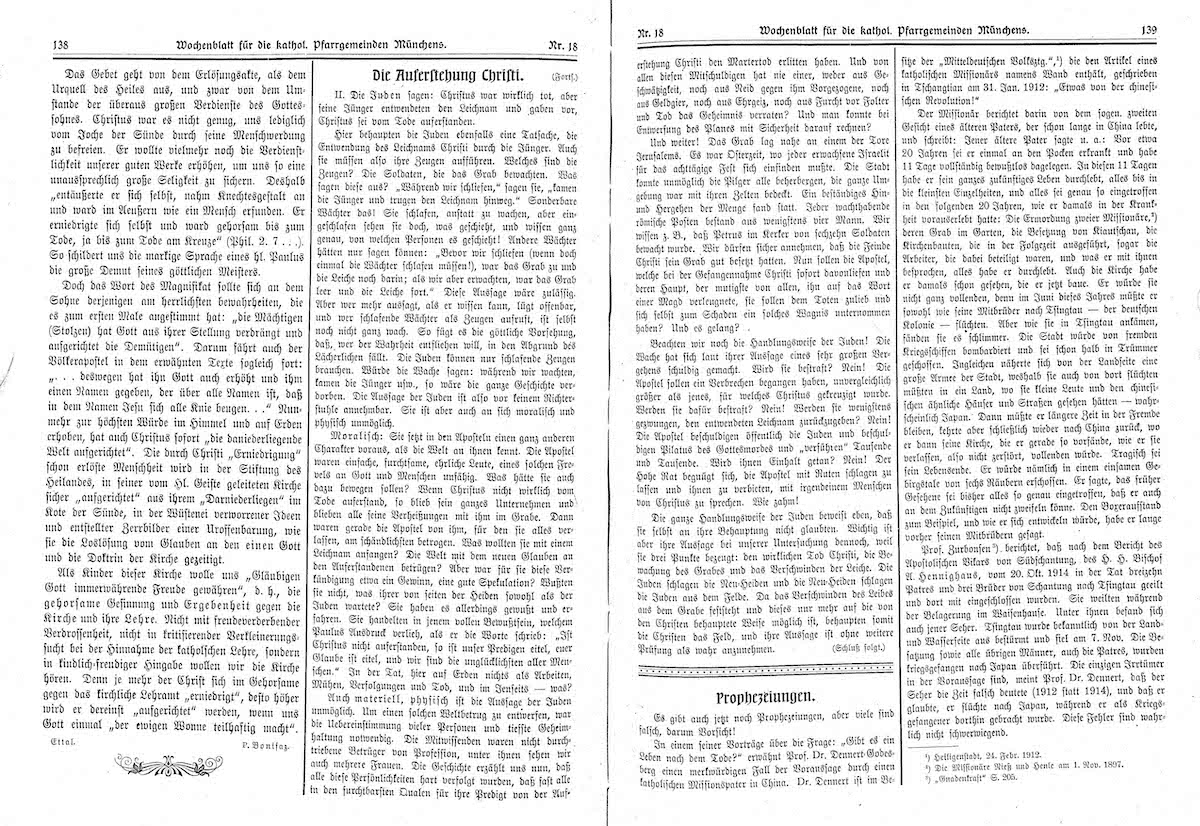 138
Wochenblatt für die kathol. Pfarrgemeinden Münchens.
Nr. 18
Das Gebet geht von dem Erlösungsakte, als dem
Urquell des Heiles aus, und zwar von dem Um-
stande der überaus großen Verdienste des Gottes-
sohnes. Christus war es nicht genug, uns lediglich
vom Joche der Sünde durch seine Menschwerdung
zu befreien. Er wollte vielmehr noch die Verdienst-
lichkeit unserer guten Werke erhöhen, um uns so eine
unaussprechlich große Seligkeit zu sichern. Deshalb
„entäußerte er sich selbst, nahm Knechtesgestalt an
und ward im Aeußern wie ein Mensch erfunden. Er
erniedrigte sich selbst und ward gehorsam bis zum
Tode, ja bis zum Tode am Kreuze“ (Phil. 2. 7 . . .).
So schildert uns die markige Sprache eines hl. Paulus
die große Demut seines göttlichen Meisters.
Doch das Wort des Magnifikat sollte sich an dem
Sohne derjenigen am herrlichsten bewahrheiten, die
es zum ersten Male angestimmt hat: „die Mächtigen
(Stolzen) hat Gott aus ihrer Stellung verdrängt und
aufgerichtet die Demütigen“. Darum fährt auch der
Völkerapostel in dem erwähnten Texte sogleich fort:
„. . . deswegen hat ihn Gott auch erhöht und ihm
einen Namen gegeben, der über alle Namen ist, daß
in dem Namen Jesu sich alle Knie beugen. . .“ Nun-
mehr zur höchsten Würde im Himmel und auf Erden
erhoben, hat auch Christus sofort „die daniederliegende
Welt aufgerichtet“. Die durch Christi „Erniedrigung“
schon erlöste Menschheit wird in der Stiftung des
Heilandes, in seiner vom Hl. Geiste geleiteten Kirche
sicher „aufgerichtet“ aus ihrem „Darniederliegen“ im
Kote der Sünde, in der Wüstenei verworrener Ideen
und entstellter Zerrbilder einer Uroffenbarung, wie
sie die Loslösung vom Glauben an den einen Gott
und die Doktrin der Kirche gezeitigt.
Als Kinder dieser Kirche wolle uns „Gläubigen
Gott immerwährende Freude gewähren“, d. h., die
gehorsame Gesinnung und Ergebenheit gegen die
Kirche und ihre Lehre. Nicht mit freudeverderbender
Verdrossenheit, nicht in kritisierender Verkleinerungs-
sucht bei der Hinnahme der katholschen Lehre, sondern
in kindlich-freudiger Hingabe wollen wir die Kirche
hören. Denn je mehr der Christ sich im Gehorsame
gegen das kirchliche Lehramt „erniedrigt“, desto höher
wird er dereinst „aufgerichtet“ werden, wenn uns
Gott einmal „der ewigen Wonne teilhaftig macht“.
Ettal. P. Bonifaz.
Die Auferstehung Christi. (Forts.)
II. Die Juden sagen: Christus war wirklich tot, aber
seine Jünger entwendeten den Leichnam und gaben vor,
Christus sei vom Tode auferstanden.
Hier behaupten die Juden ebenfalls eine Tatsache, die
Entwendung des Leichnams Christi durch die Jünger. Auch
sie müssen also ihre Zeugen aufführen. Welches sind die
Zeugen? Die Soldaten, die das Grab bewachten. Was
sagen diese aus? „Während wir schliefen,“ sagen sie, „kamen
die Jünger und trugen den Leichnam hinweg.“ Sonderbare
Wächter das! Sie schlafen, anstatt zu wachen, aber ein-
geschlafen sehen sie doch, was geschieht, und wissen ganz
genau, von welchen Personen es geschieht! Andere Wächter
hätten nur sagen können: „Bevor wir schliefen (wenn doch
einmal die Wächter schlafen müssen!), war das Grab zu und
die Leiche noch darin; als wir aber erwachten, war das Grab
leer und die Leiche fort.“ Diese Aussage wäre zulässig.
Aber wer mehr aussagt, als er wissen kann, lügt offenbar,
und wer schlafende Wächter als Zeugen aufruft, ist selbst
noch nicht ganz wach. So fügt es die göttliche Vorsehung,
daß, wer der Wahrheit entfliehen will, in den Abgrund des
Lächerlichen fällt. Die Juden können nur schlafende Zeugen
brauchen. Würde die Wache sagen: während wir wachten,
kamen die Jünger usw., so wäre die ganze Geschichte ver-
dorben. Die Aussage der Juden ist also vor keinem Richter-
stuhle annehmbar. Sie ist aber auch an sich moralisch und
physisch unmöglich.
Moralisch: Sie setzt in den Aposteln einen ganz anderen
Charakter voraus, als die Welt an ihnen kennt. Die Apostel
waren einfache, furchtsame, ehrliche Leute, eines solchen Fre-
vels an Gott und Menschen unfähig. Was hätte sie auch
dazu bewegen sollen? Wenn Christus nicht wirklich vom
Tode auferstand, so blieb sein ganzes Unternehmen und
blieben alle seine Verheißungen mit ihm im Grabe. Dann
waren gerade die Apostel von ihm, für den sie alles ver-
lassen, am schändlichsten betrogen. Was wollten sie mit einem
Leichnam anfangen? Die Welt mit dem neuen Glauben an
den Auferstandenen betrügen? Aber war für sie diese Ver-
kündigung etwa ein Gewinn, eine gute Spekulation? Wußten
sie nicht, was ihrer von seiten der Heiden sowohl als der
Juden wartete? Sie haben es allerdings gewußt und er-
fahren. Sie handelten in jenem vollen Bewußtsein, welchem
Paulus Ausdruck verlieh, als er die Worte schrieb: „Ist
Christus nicht auferstanden, so ist unser Predigen eitel, euer
Glaube ist eitel, und wir sind die unglücklichsten aller Men-
schen.“ In der Tat, hier auf Erden nichts als Arbeiten,
Mühen, Verfolgungen und Tod, und im Jenseits — was?
Auch materiell, physisch ist die Aussage der Juden
unmöglich. Um einen solchen Weltbetrug zu entwerfen, war
die Uebereinstimmung vieler Personen und tiefste Geheim-
haltung notwendig. Die Mitwissenden waren nicht durch-
triebene Betrüger von Profession, unter ihnen sehen wir
auch mehrere Frauen. Die Geschichte erzählt uns nun, daß
alle diese Persönlichkeiten hart verfolgt wurden, daß fast alle
in den furchtbarsten Qualen für ihre Predigt von der Auf-
Nr. 18
Wochenblatt für die kathol. Pfarrgemeinden Münchens.
139
erstehung Christi den Martertod erlitten haben. Und von
allen diesen Mitschuldigen hat nie einer, weder aus Ge-
schwätzigkeit, noch aus Neid gegen ihm Vorgezogene, noch
aus Geldgier, noch aus Ehrgeiz, noch aus Furcht vor Folter
und Tod das Geheimnis verraten? Und man konnte bei
Entwerfung des Planes mit Sicherheit darauf rechnen?
Und weiter! Das Grab lag nahe an einem der Tore
Jerusalems. Es war Osterzeit, wo jeder erwachsene Israelit
für das achttägige Fest sich einfinden mußte. Die Stadt
konnte unmöglich die Pilger alle beherbergen, die ganze Um-
gebung war mit ihren Zelten bedeckt. Ein beständiges Hin-
und Hergehen der Menge fand statt. Jeder wachthabende
römische Posten bestand aus wenigstens vier Mann. Wir
wissen z. B., daß Petrus im Kerker von sechzehn Soldaten
bewacht wurde. Wir dürfen sicher annehmen, daß die Feinde
Christi sein Grab gut besetzt hatten. Nun sollen die Apostel,
welche bei der Gefangennahme Christi sofort davonliefen und
deren Haupt, der mutigste von allen, ihn auf das Wort
einer Magd verleugnete, sie sollen dem Toten zulieb und
sich selbst zum Schaden ein solches Wagnis unternommen
haben? Und es gelang?
Beachten wir noch die Handlungsweise der Juden! Die
Wache hat sich laut ihrer Aussage eines sehr großen Ver-
gehens schuldig gemacht. Wird sie bestraft? Nein! Die
Apostel sollen ein Verbrechen begangen haben, unvergleichlich
größer als jenes, für welches Christus gekreuzigt wurde.
Werden sie dafür bestraft? Nein! Werden sie wenigstens
gezwungen, den entwendeten Leichnam zurückzugeben? Nein!
Die Apostel beschuldigen öffentlich die Juden und beschul-
digen Pilatus des Gottesmordes und „verführen“ Tausende
und Tausende. Wird ihnen Einhalt getan? Nein! Der
Hohe Rat begnügt sich, die Apostel mit Ruten schlagen zu
lassen und ihnen zu verbieten, mit irgendeinem Menschen
von Christus zu sprechen. Wie zahm!
Die ganze Handlungsweise der Juden beweist eben, daß
sie selbst an ihre Behauptung nicht glaubten. Wichtig ist
aber ihre Aussage bei unserer Untersuchung dennoch, weil
sie drei Punkte bezeugt: den wirklichen Tod Christi, die Be-
wachung des Grabes und das Verschwinden der Leiche. Die
Juden schlagen die Neu-Heiden und die Neu-Heiden schlagen
die Juden aus dem Felde. Da das Verschwinden des Leibes
aus dem Grabe feststeht und dieses nur mehr auf die von
den Christen behauptete Weise möglich ist, behaupten somit
die Christen das Feld, und ihre Aussage ist ohne weitere
Prüfung als wahr anzunehmen. (Schluß folgt.)
Prophezeiungen.
Es gibt auch jetzt noch Prophezeiungen, aber viele sind
falsch, darum Vorsicht!
In einem seiner Vorträge über die Frage: „Gibt es ein
Leben nach dem Tode?“ erwähnt Prof. Dr. Dennert-Godes-
berg einen merkwürdigen Fall der Voraussage durch einen
katholischen Missionspater in China. Dr. Dennert ist im Be-
sitze der „Mitteldeutschen Volksztg.“,¹) die den Artikel eines
katholischen Missionärs namens Wand enthält, geschrieben
in Tschangtian am 31. Jan. 1912: „Etwas von der chinesi-
schen Revolution!“
Der Missionär berichtet darin von dem sogen. zweiten
Gesicht eines älteren Paters, der schon lange in China lebte,
und schreibt: Jener ältere Pater sagte u. a.: Vor etwa
20 Jahren sei er einmal an den Pocken erkrankt und habe
11 Tage vollständig bewußtlos dagelegen. In diesen 11 Tagen
habe er sein ganzes zukünftiges Leben durchlebt, alles bis in
die kleinsten Einzelheiten, und alles sei genau so eingetroffen
in den folgenden 20 Jahren, wie er damals in der Krank-
heit vorauserlebt hatte: Die Ermordung zweier Missionäre,²)
deren Grab im Garten, die Besetzung von Kiautschau, die
Kirchenbauten, die in der Folgezeit ausgeführt, sogar die
Arbeiter, die dabei beteiligt waren, und was er mit ihnen
besprochen, alles habe er durchlebt. Auch die Kirche habe
er damals schon gesehen, die er jetzt baue. Er würde sie
nicht ganz vollenden, denn im Juni dieses Jahres müßte er
sowohl wie seine Mitbrüder nach Tsingtau — der deutschen
Kolonie — flüchten. Aber wie sie in Tsingtau ankämen,
fänden sie es schlimmer. Die Stadt würde von fremden
Kriegsschiffen bombardiert und sei schon halb in Trümmer
geschossen. Ingleichen näherte sich von der Landseite eine
große Armee der Stadt, weshalb sie auch von dort flüchten
müßten in ein Land, wo sie kleine Leute und den chinesi-
schen ähnliche Häuser und Straßen gesehen hätten — wahr-
scheinlich Japan. Dann müßte er längere Zeit in der Fremde
bleiben, kehrte aber schließlich wieder nach China zurück, wo
er dann seine Kirche, die er gerade so vorfände, wie er sie
verlassen, also nicht zerstört, vollenden würde. Tragisch sei
sein Lebensende. Er würde nämlich in einem einsamen Ge-
birgstale von sechs Räubern erschossen. Er sagte, das früher
Gesehene sei bisher alles so genau eingetroffen, daß er auch
an dem Zukünftigen nicht zweifeln könne. Den Boxeraufstand
zum Beispiel, und wie er sich entwickeln würde, habe er lange
vorher seinen Mitbrüdern gesagt.
Prof. Zurbonsen³) berichtet, daß nach dem Bericht des
Apostolischen Vikars von Südschantung, des H. H. Bischof
A. Hennighaus, vom 20. Okt. 1914 in der Tat dreizehn
Patres und drei Brüder von Schantung nach Tsingtau geeilt
und dort mit eingeschlossen wurden. Sie weilten während
der Belagerung im Waisenhause. Unter ihnen befand sich
auch jener Seher. Tsingtau wurde bekanntlich von der Land-
und Wasserseite aus bestürmt und fiel am 7. Nov. Die Be-
satzung sowie alle übrigen Männer, auch die Patres, wurden
kriegsgefangen nach Japan überführt. Die einzigen Irrtümer
in der Voraussage sind, meint Prof. Dr. Dennert, daß der
Seher die Zeit falsch deutete (1912 statt 1914), und daß er
glaubte, er flüchte nach Japan, während er als Kriegs-
gefangener dorthin gebracht wurde. Diese Fehler sind wahr-
lich nicht schwerwiegend.
¹) Heiligenstadt, 24. Febr. 1912.
²) Die Missionäre Nieß und Henle am 1. Nov. 1897.
³) „Gnadenkraft“ S. 205.